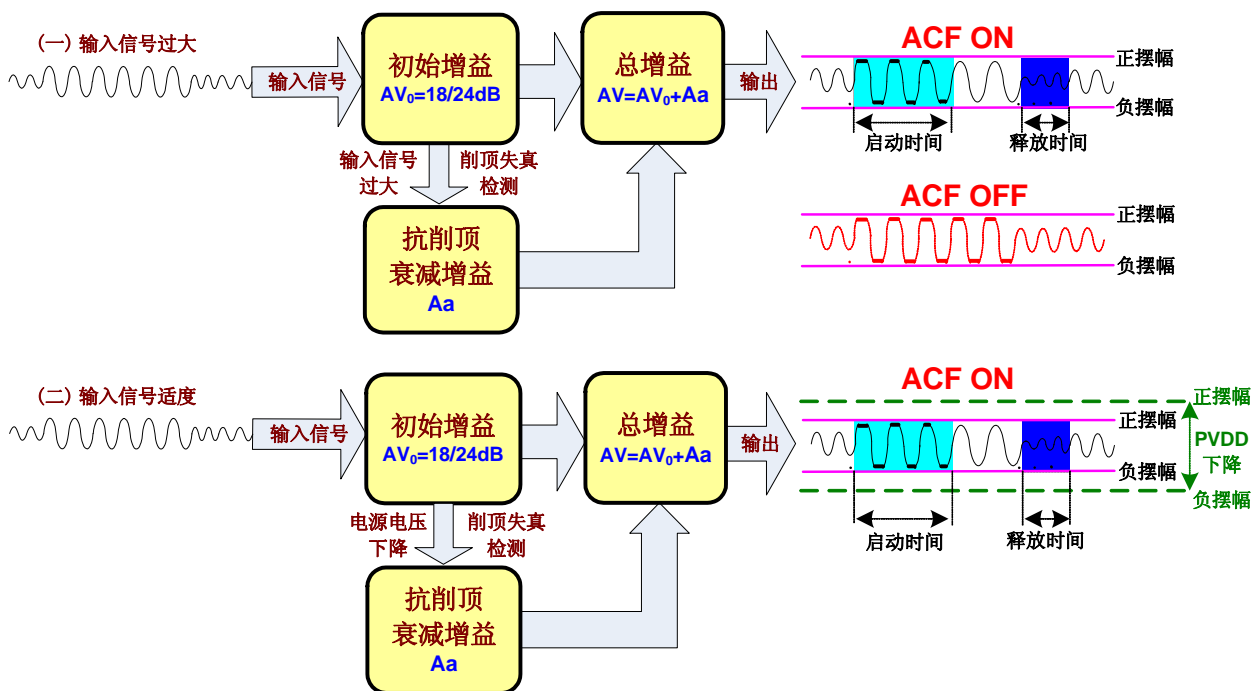 (一) 输入信号过大
输入信号
初始增益
AV₀=18/24dB
总增益
AV=AV₀+Aa
输出
ACF ON
正摆幅
负摆幅
启动时间
释放时间
输入信号
过大
削顶失真
检测
抗削顶
衰减增益
Aa
ACF OFF
正摆幅
负摆幅
(二) 输入信号适度
输入信号
初始增益
AV₀=18/24dB
总增益
AV=AV₀+Aa
输出
ACF ON
正摆幅
正摆幅
负摆幅
PVDD
下降
负摆幅
启动时间
释放时间
电源电压
下降
削顶失真
检测
抗削顶
衰减增益
Aa